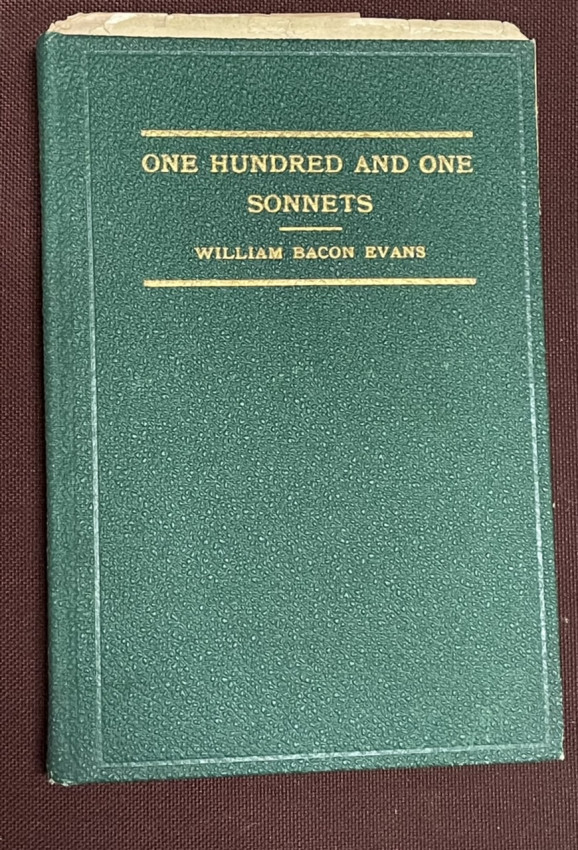 ONE HUNDRED AND ONE
SONNETS
WILLIAM BACON EVANS